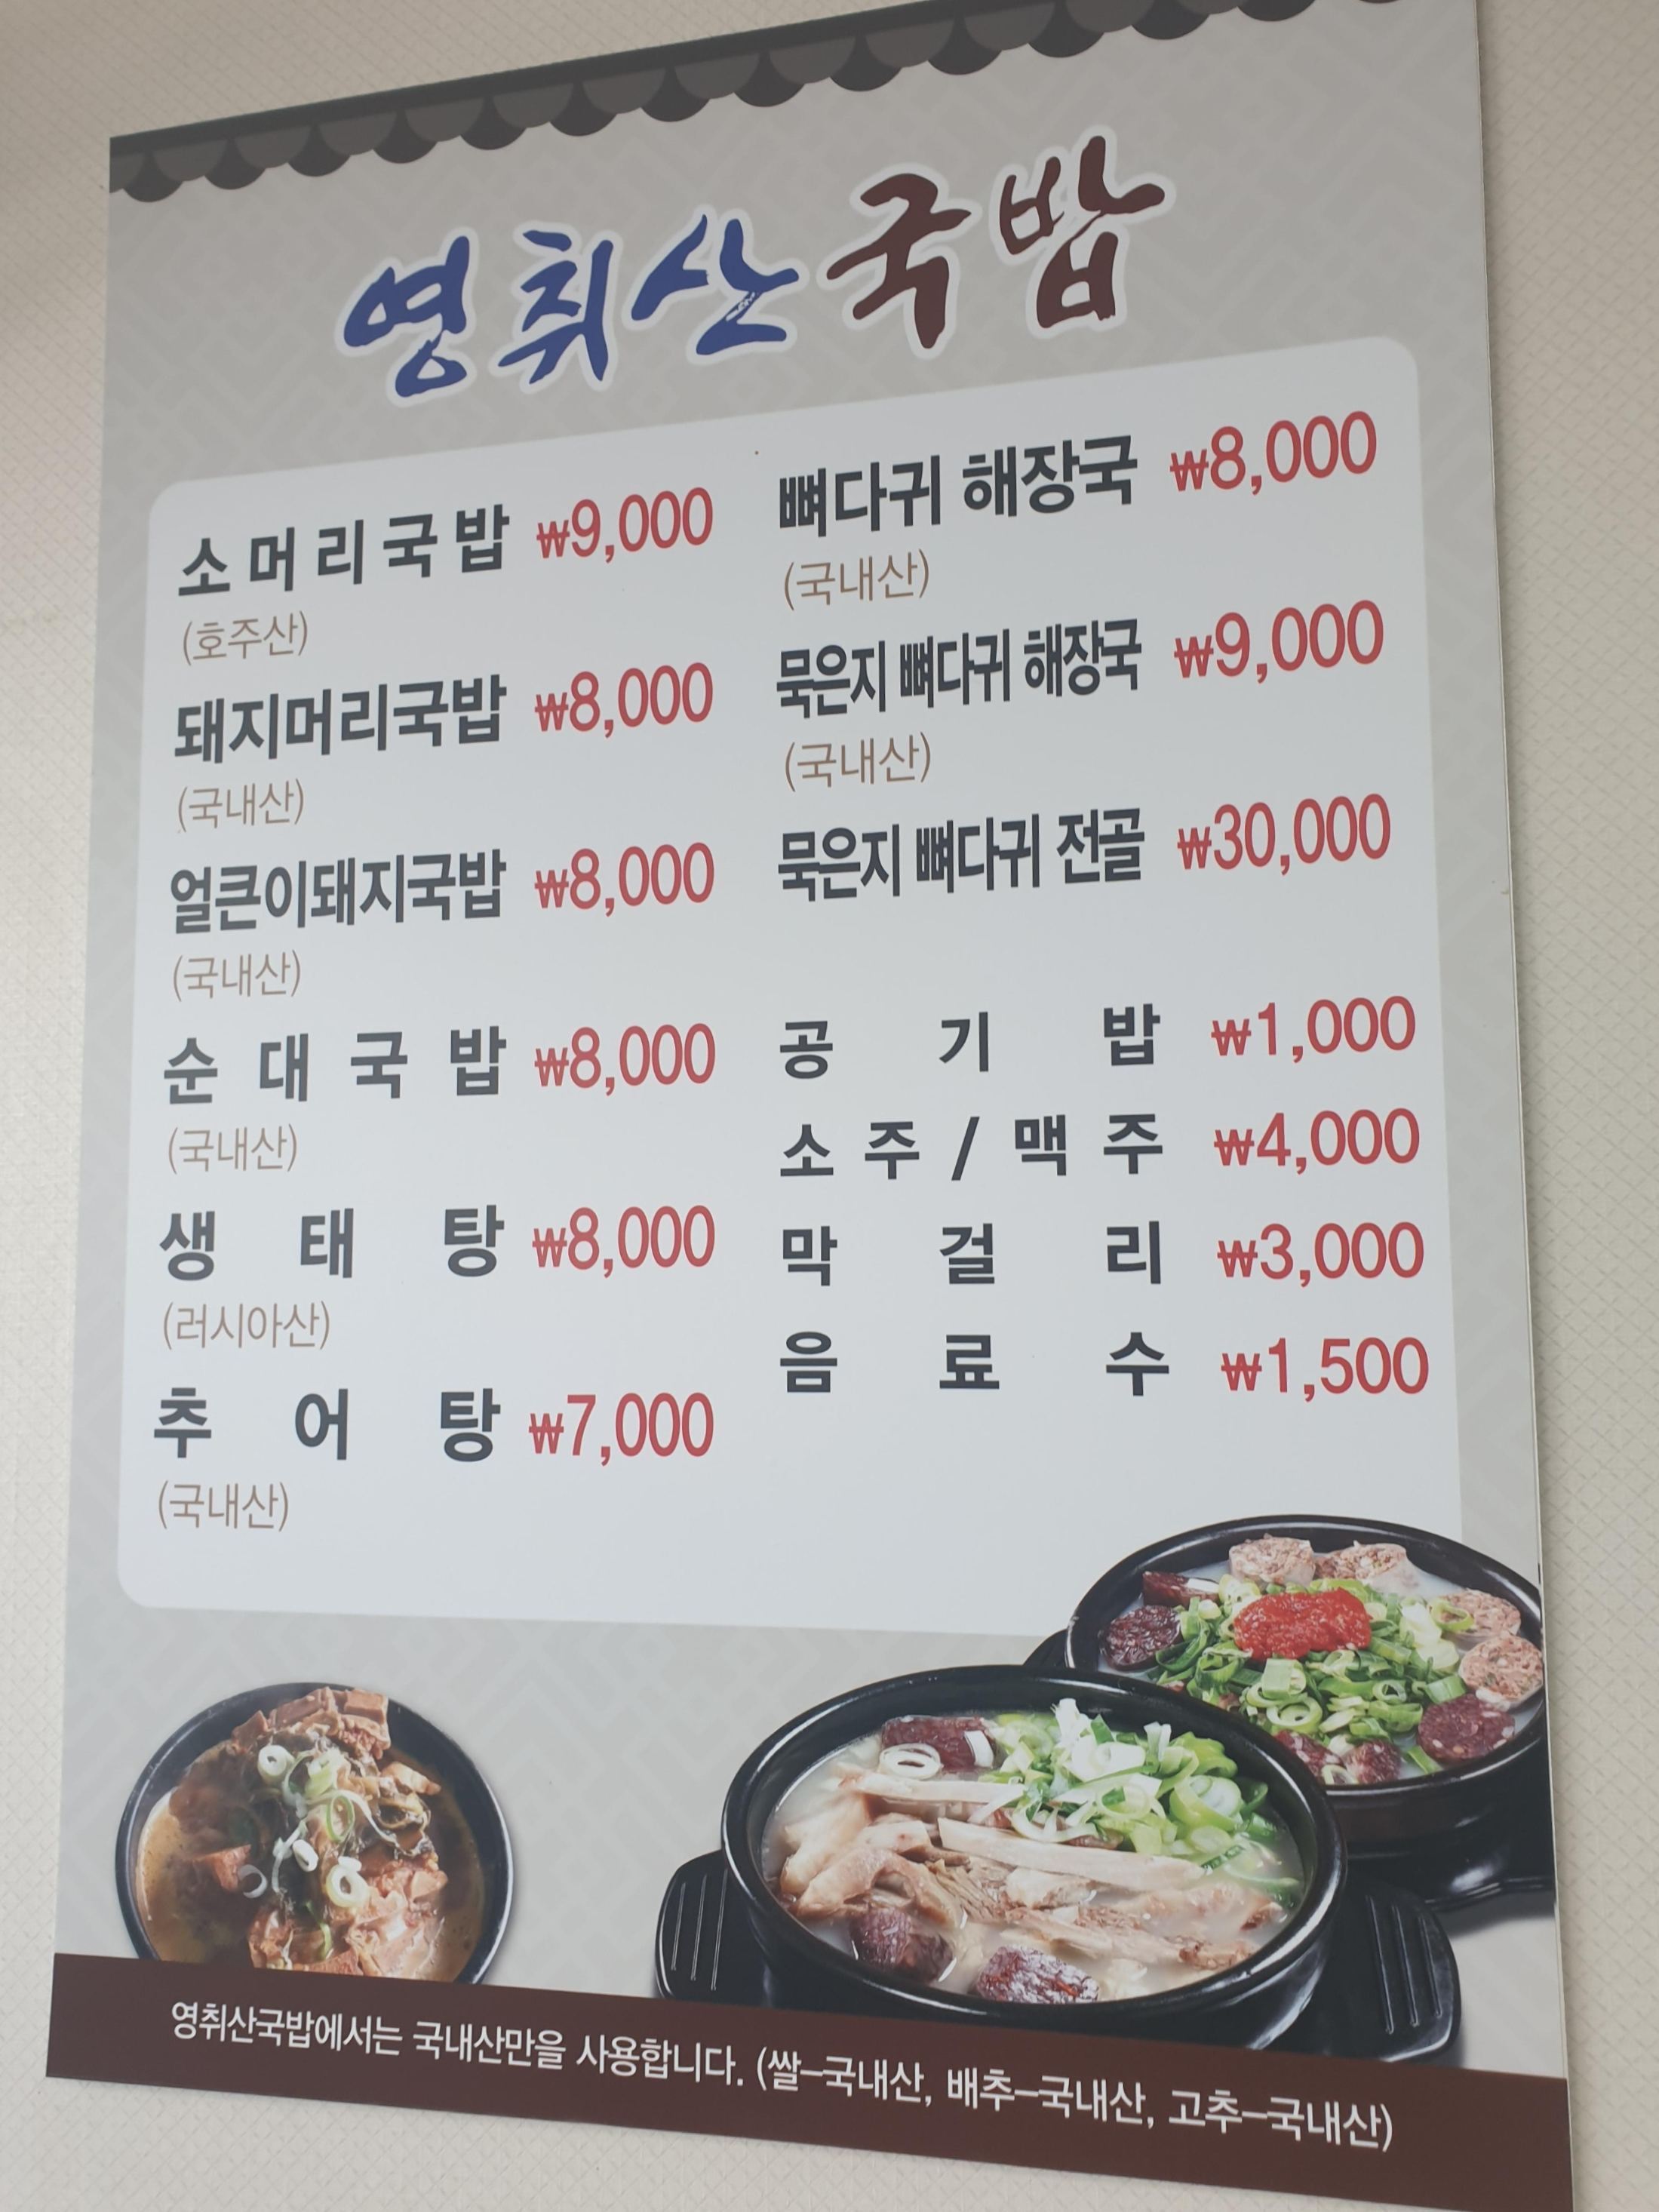 영취산국밥
소머리국밥 ₩9,000
(호주산)
돼지머리국밥 ₩8,000
(국내산)
얼큰이돼지국밥 ₩8,000
(국내산)
순대국밥 ₩8,000
(국내산)
생태탕 ₩8,000
(러시아산)
추어탕 ₩7,000
(국내산)
뼈다귀 해장국 ₩8,000
(국내산)
묵은지 뼈다귀 해장국 ₩9,000
(국내산)
묵은지 뼈다귀 전골 ₩30,000
공기밥 ₩1,000
소주/맥주 ₩4,000
막걸리 ₩3,000
음료수 ₩1,500
영취산국밥에서는 국내산만을 사용합니다. (쌀-국내산, 배추-국내산, 고추-국내산)